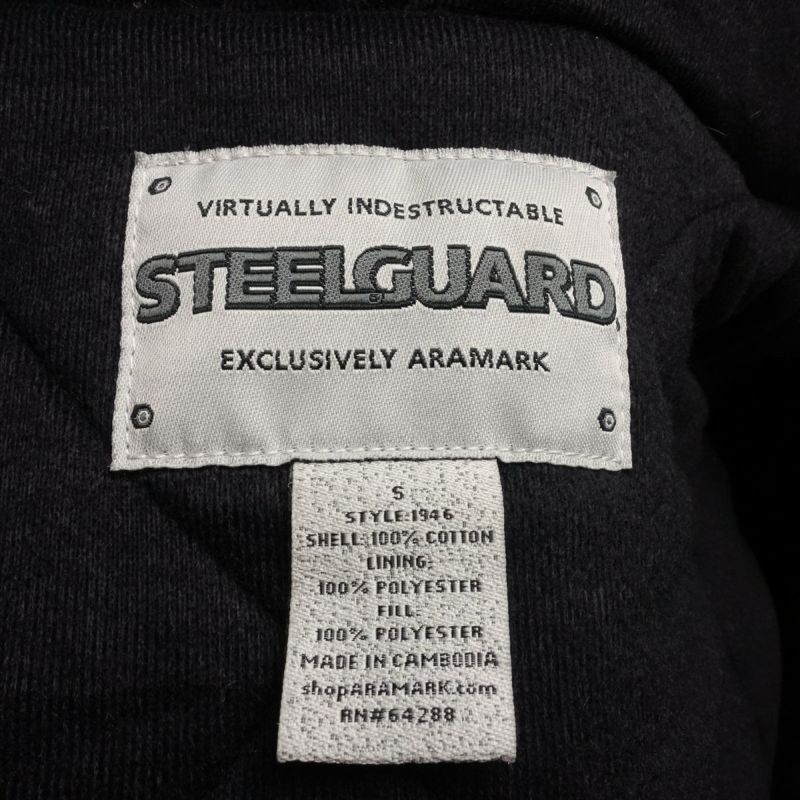 VIRTUALLY INDESTRUCTABLE
STEELGUARD®
EXCLUSIVELY ARAMARK
S
STYLE:1946
SHELL:100% COTTON
LINING:
100% POLYESTER
FILL:
100% POLYESTER
MADE IN CAMBODIA
shopARAMARK.com
RN#64288